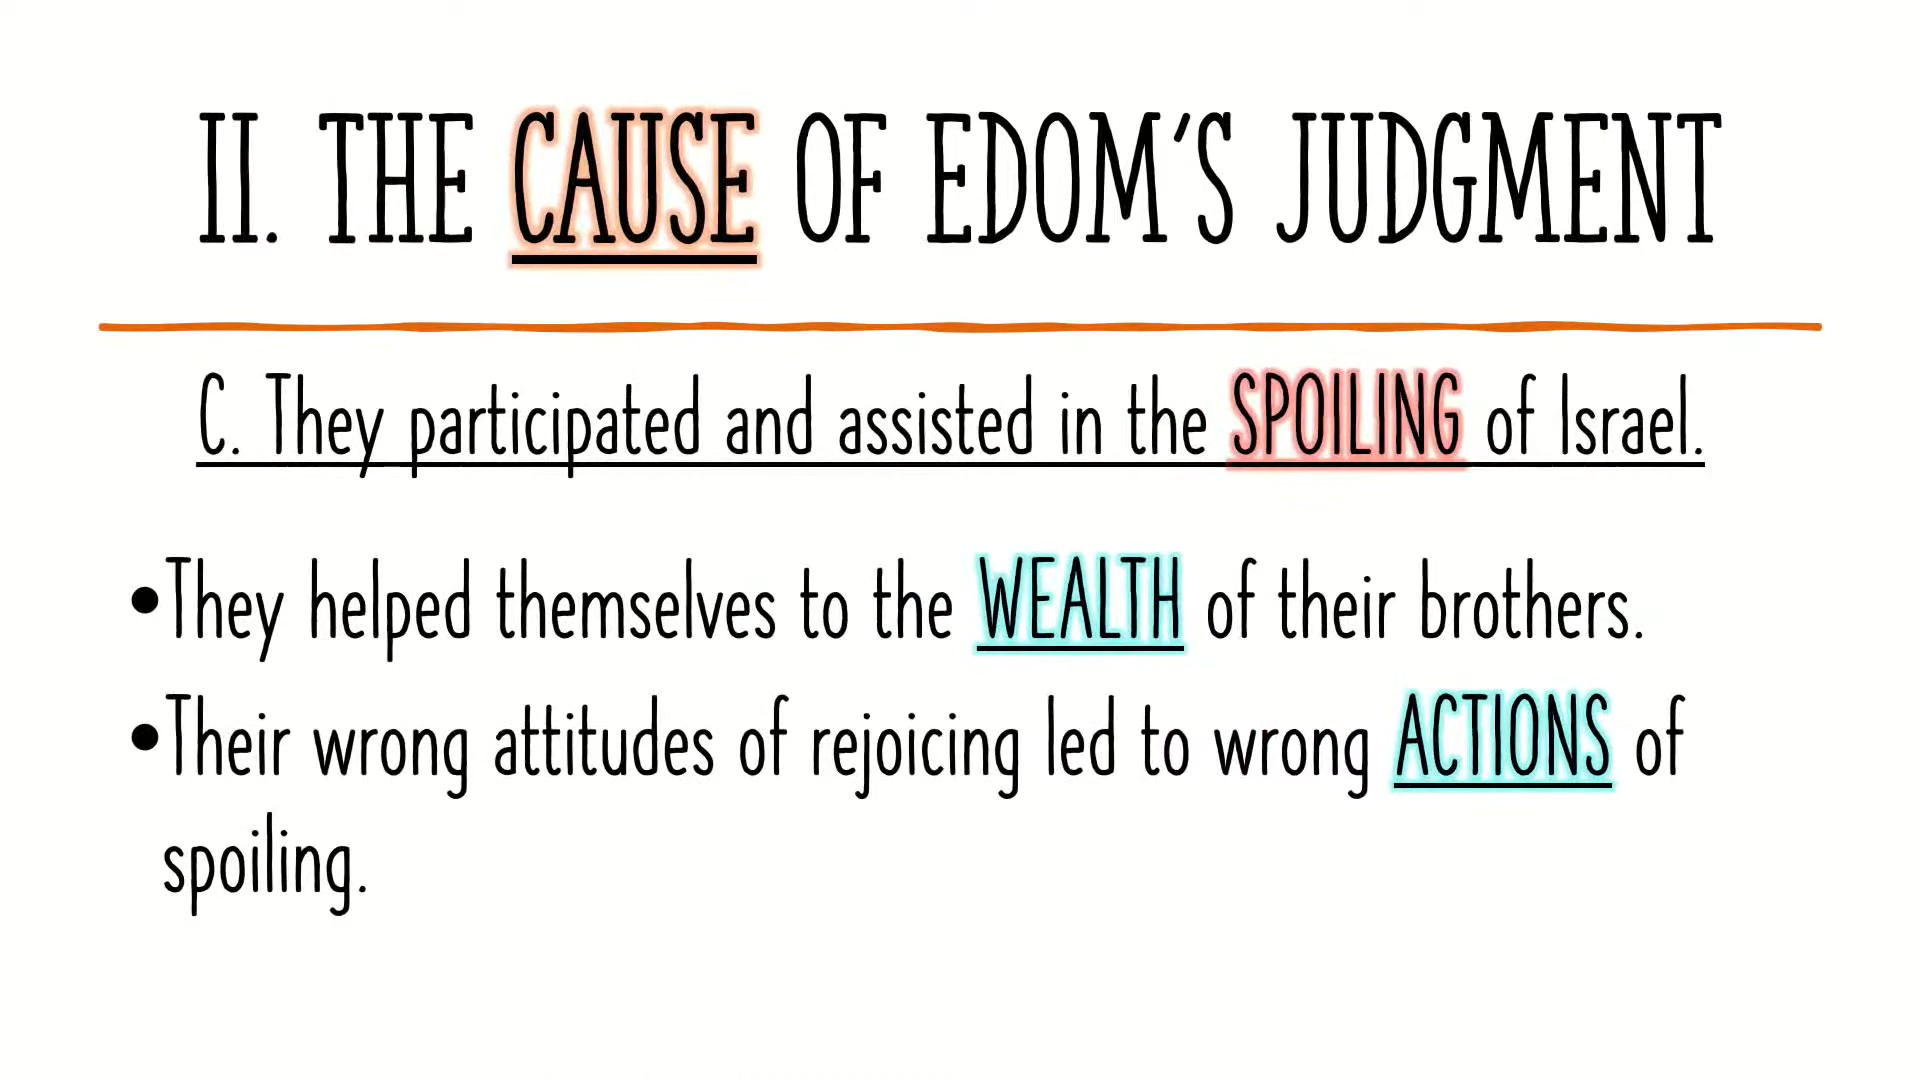 II. THE CAUSE OF EDOM'S JUDGMENT
C. They participated and assisted in the SPOILING of Israel.
•They helped themselves to the WEALTH of their brothers.
•Their wrong attitudes of rejoicing led to wrong ACTIONS of
spoiling.